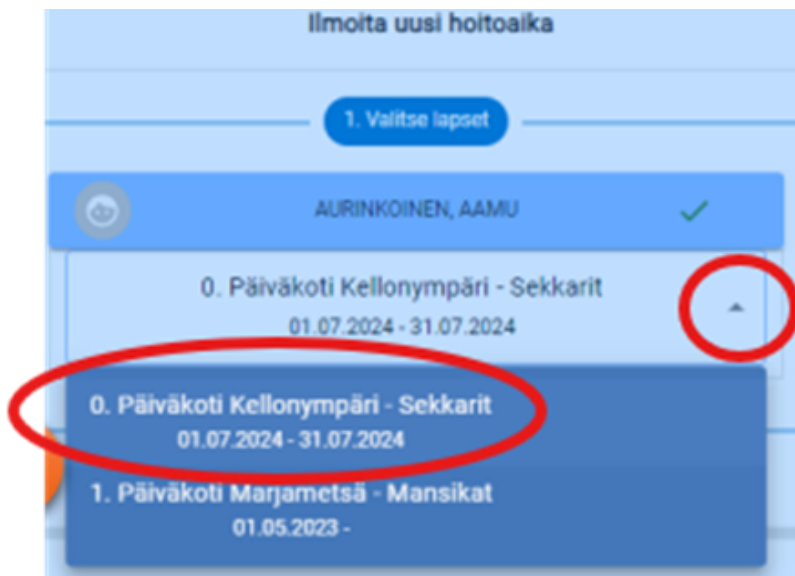 Ilmoita uusi hoitoaika
1. Valitse lapset
AURINKOINEN, AAMU
0. Päiväkoti Kellonympäri - Sekkarit
01.07.2024 - 31.07.2024
0. Päiväkoti Kellonympäri - Sekkarit
01.07.2024 - 31.07.2024
1. Päiväkoti Marjametsä - Mansikat
01.05.2023 -